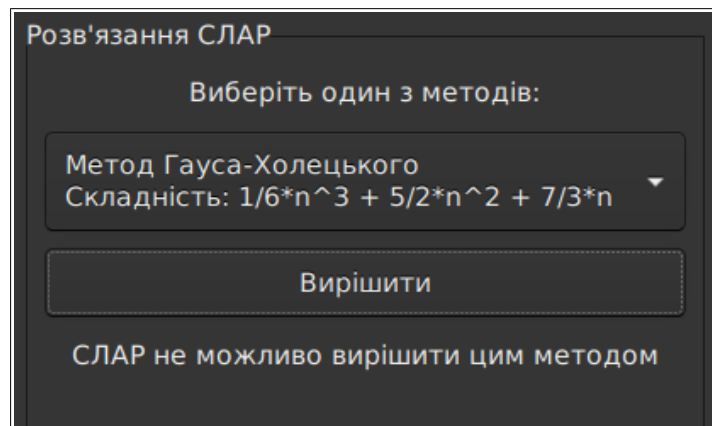 Розв'язання СЛАР
Виберіть один з методів:
Метод Гауса-Холецького
Складність: 1/6*n^3 + 5/2*n^2 + 7/3*n
Вирішити
СЛАР не можливо вирішити цим методом